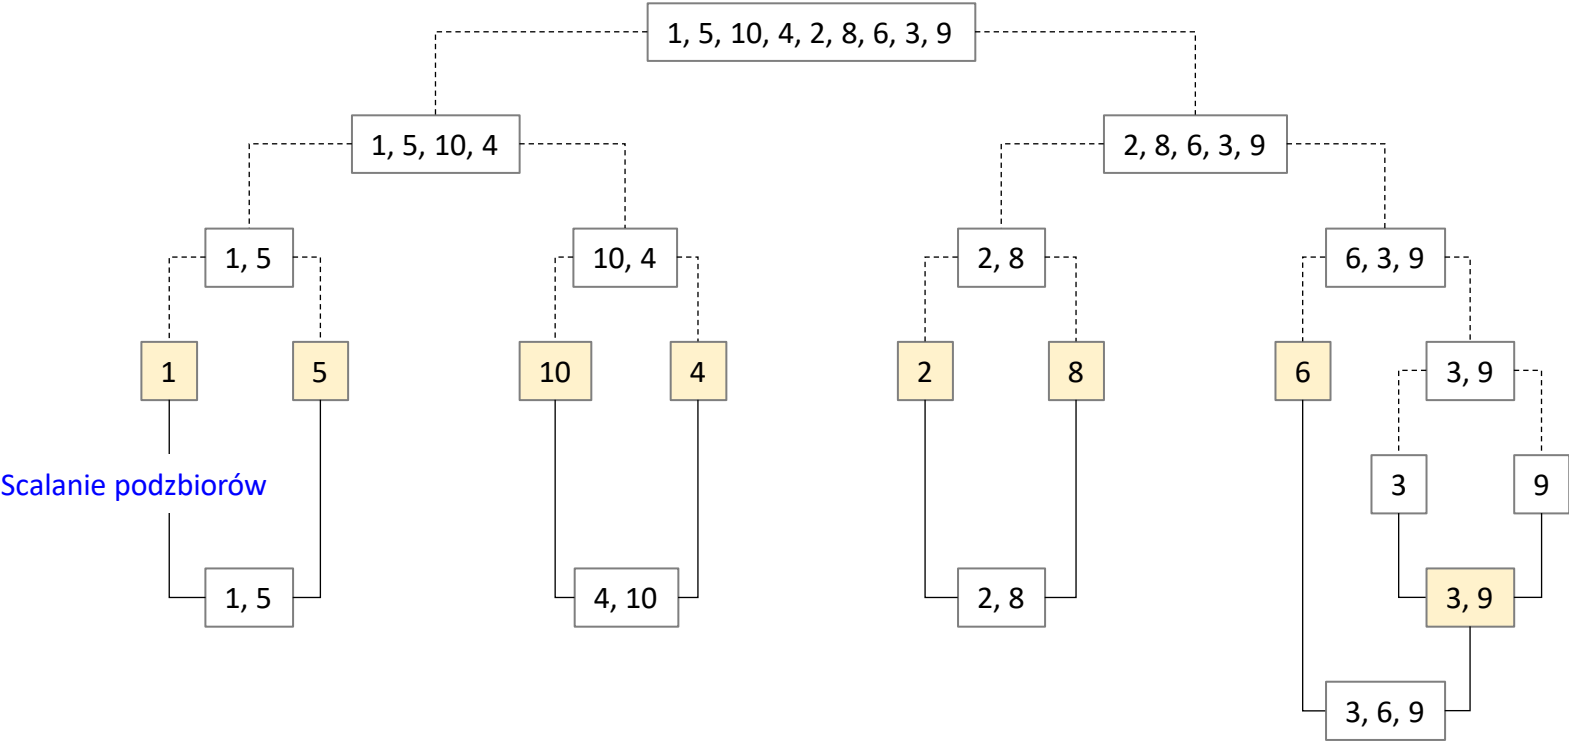 1, 5, 10, 4, 2, 8, 6, 3, 9
1, 5, 10, 4
2, 8, 6, 3, 9
1, 5
10, 4
2, 8
6, 3, 9
1
5
10
4
2
8
6
3, 9
Scalanie podzbiorów
3
9
1, 5
4, 10
2, 8
3, 9
3, 6, 9